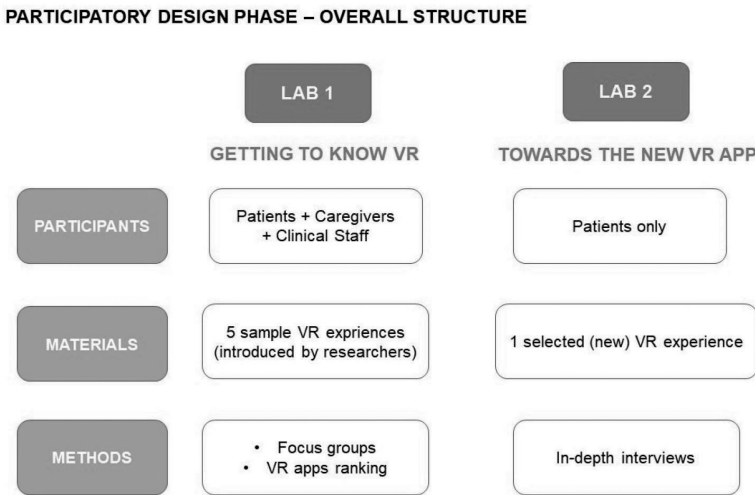 PARTICIPATORY DESIGN PHASE – OVERALL STRUCTURE
LAB 1
LAB 2
GETTING TO KNOW VR
TOWARDS THE NEW VR APP
PARTICIPANTS
Patients + Caregivers
+ Clinical Staff
Patients only
MATERIALS
5 sample VR expriences
(introduced by researchers)
1 selected (new) VR experience
METHODS
• Focus groups
• VR apps ranking
In-depth interviews